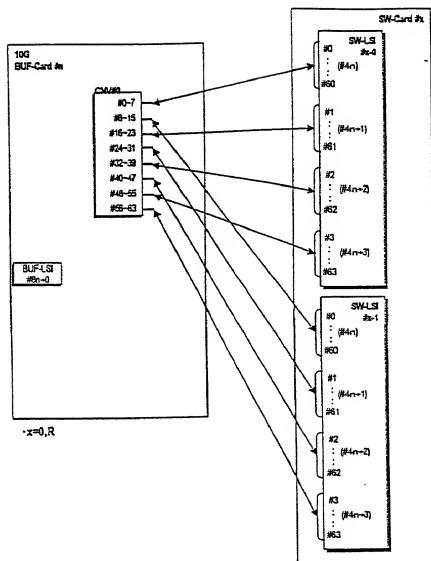 10G
BUF-Card #n
CNV#0
#0~7
#8~15
#16~23
#24~31
#32~39
#40~47
#48~55
#56~63
BUF-LSI
#8n+0
・x=0,R
SW-Card #x
SW-LSI
#x-0
#0
(#4n)
#60
#1
(#4n+1)
#61
#2
(#4n+2)
#62
#3
(#4n+3)
#63
SW-LSI
#x-1
#0
(#4n)
#60
#1
(#4n+1)
#61
#2
(#4n+2)
#62
#3
(#4n+3)
#63